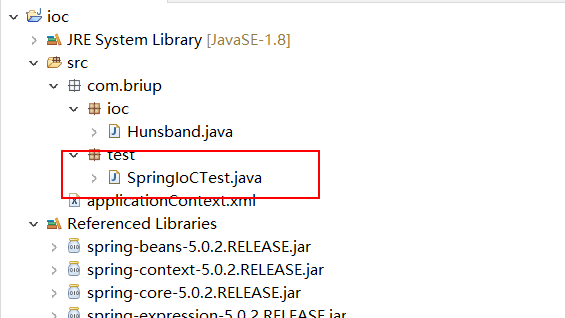 ioc
JRE System Library [JavaSE-1.8]
src
com.briup
ioc
Hunsband.java
test
SpringIoCTest.java
applicationContext.xml
Referenced Libraries
spring-beans-5.0.2.RELEASE.jar
spring-context-5.0.2.RELEASE.jar
spring-core-5.0.2.RELEASE.jar
spring-expression-5.0.2.RELEASE.jar